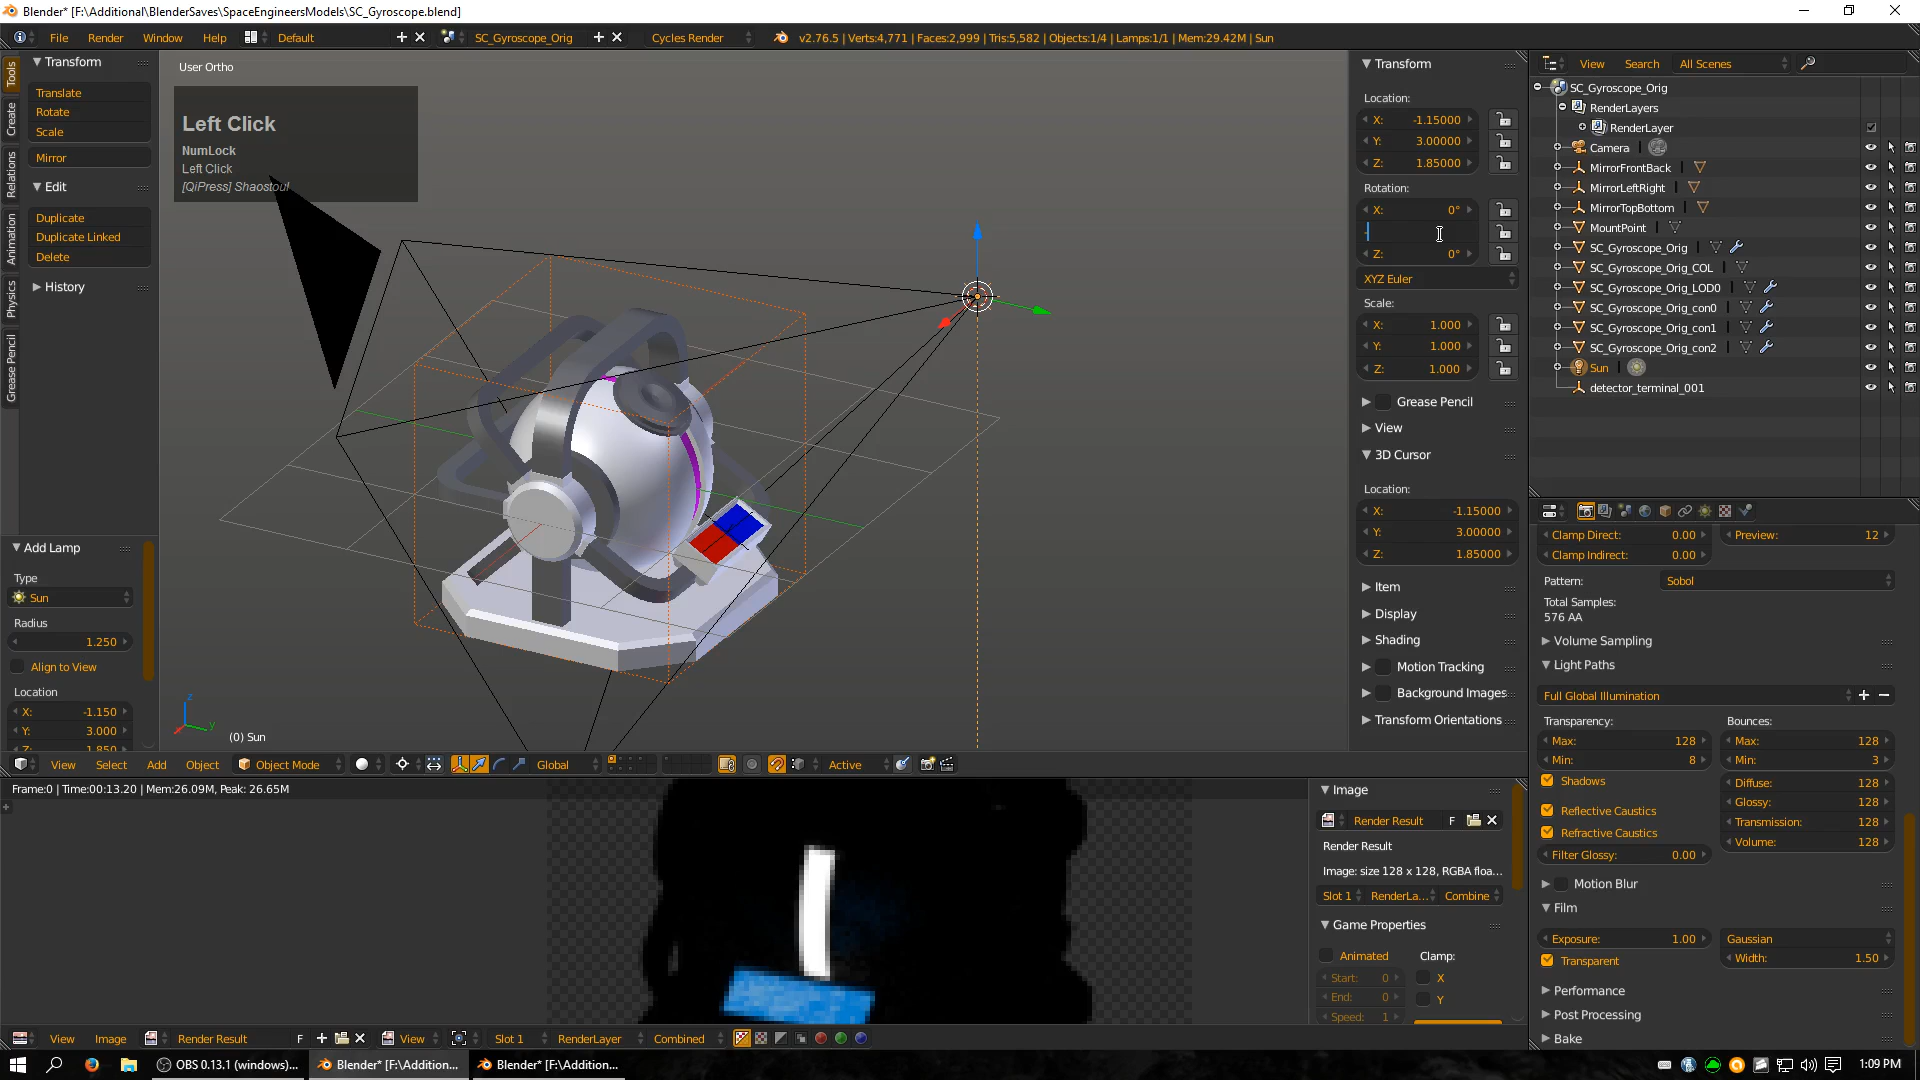 Blender* [F:\Additional\BlenderSaves\SpaceEngineersModels\SC_Gyroscope.blend]
File Render Window Help Default SC_Gyroscope_Orig Cycles Render v2.76.5 | Verts:4,771 | Faces:2,999 | Tris:5,582 | Objects:1/4 | Lamps:1/1 | Mem:29.42M | Sun
Tools
Create
Relations
Animation
Physics
Grease Pencil
Transform
Translate
Rotate
Scale
Mirror
Edit
Duplicate
Duplicate Linked
Delete
History
Add Lamp
Type
Sun
Radius
1.250
Align to View
Location
X: -1.150
Y: 3.000
Z: 1.850
User Ortho
Left Click
NumLock
Left Click
[QiPress] Shaostoul
z
y
(0) Sun
View Select Add Object Object Mode Global Active
Transform
Location:
X: -1.15000
Y: 3.00000
Z: 1.85000
Rotation:
X: 0°
Z: 0°
XYZ Euler
Scale:
X: 1.000
Y: 1.000
Z: 1.000
Grease Pencil
View
3D Cursor
Location:
X: -1.15000
Y: 3.00000
Z: 1.85000
Item
Display
Shading
Motion Tracking
Background Images
Transform Orientations
View Search All Scenes
SC_Gyroscope_Orig
RenderLayers
RenderLayer
Camera
MirrorFrontBack
MirrorLeftRight
MirrorTopBottom
MountPoint
SC_Gyroscope_Orig
SC_Gyroscope_Orig_COL
SC_Gyroscope_Orig_LOD0
SC_Gyroscope_Orig_con0
SC_Gyroscope_Orig_con1
SC_Gyroscope_Orig_con2
Sun
detector_terminal_001
Clamp Direct: 0.00 Preview: 12
Clamp Indirect: 0.00
Pattern: Sobol
Total Samples:
576 AA
Volume Sampling
Light Paths
Full Global Illumination
Transparency: Bounces:
Max: 128 Max: 128
Min: 8 Min: 3
Shadows Diffuse: 128
Glossy: 128
Reflective Caustics Transmission: 128
Refractive Caustics Volume: 128
Filter Glossy: 0.00
Motion Blur
Film
Exposure: 1.00 Gaussian
Transparent Width: 1.50
Performance
Post Processing
Bake
Frame:0 | Time:00:13.20 | Mem:26.09M, Peak: 26.65M
Image
Render Result F
Render Result
Image: size 128 x 128, RGBA floa...
Slot 1 RenderLa... Combine
Game Properties
Animated Clamp:
Start: 0 X
End: 0 Y
Speed: 1
View Image Render Result F View Slot 1 RenderLayer Combined
OBS 0.13.1 (windows)... Blender* [F:\Addition... Blender* [F:\Addition... 1:09 PM